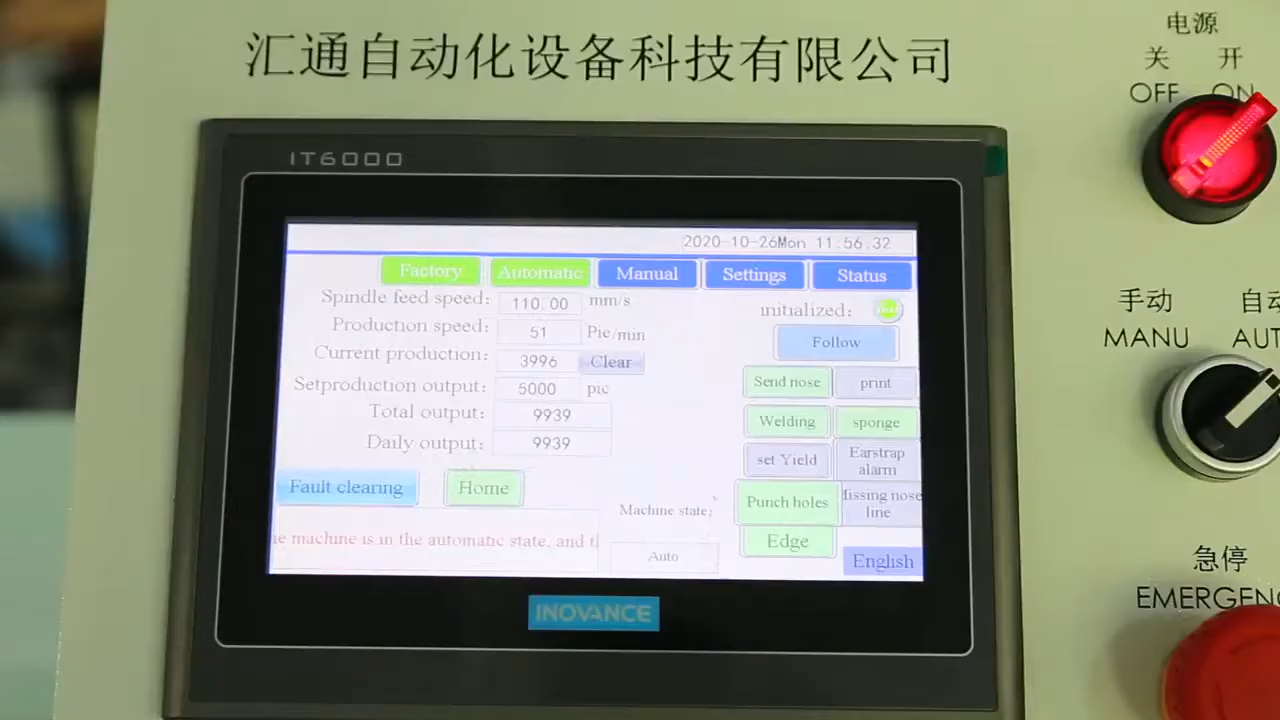 汇通自动化设备科技有限公司
电源
关 开
OFF ON
IT6000
2020-10-26Mon 11:56:32
Factory Automatic Manual Settings Status
Spindle feed speed: 110.00 mm/s
initialized:
Production speed: 51 Pic/min
Follow
Current production: 3996 Clear
Setproduction output: 5000 pic
Send nose print
Total output: 9939
Welding sponge
Daily output: 9939
set Yield Earstrap alarm
Fault clearing Home
Punch holes Missing nose line
Machine state:
e machine is in the automatic state, and th
Auto
Edge
English
INOVANCE
手动 自动
MANU AUT
急停
EMERGENC